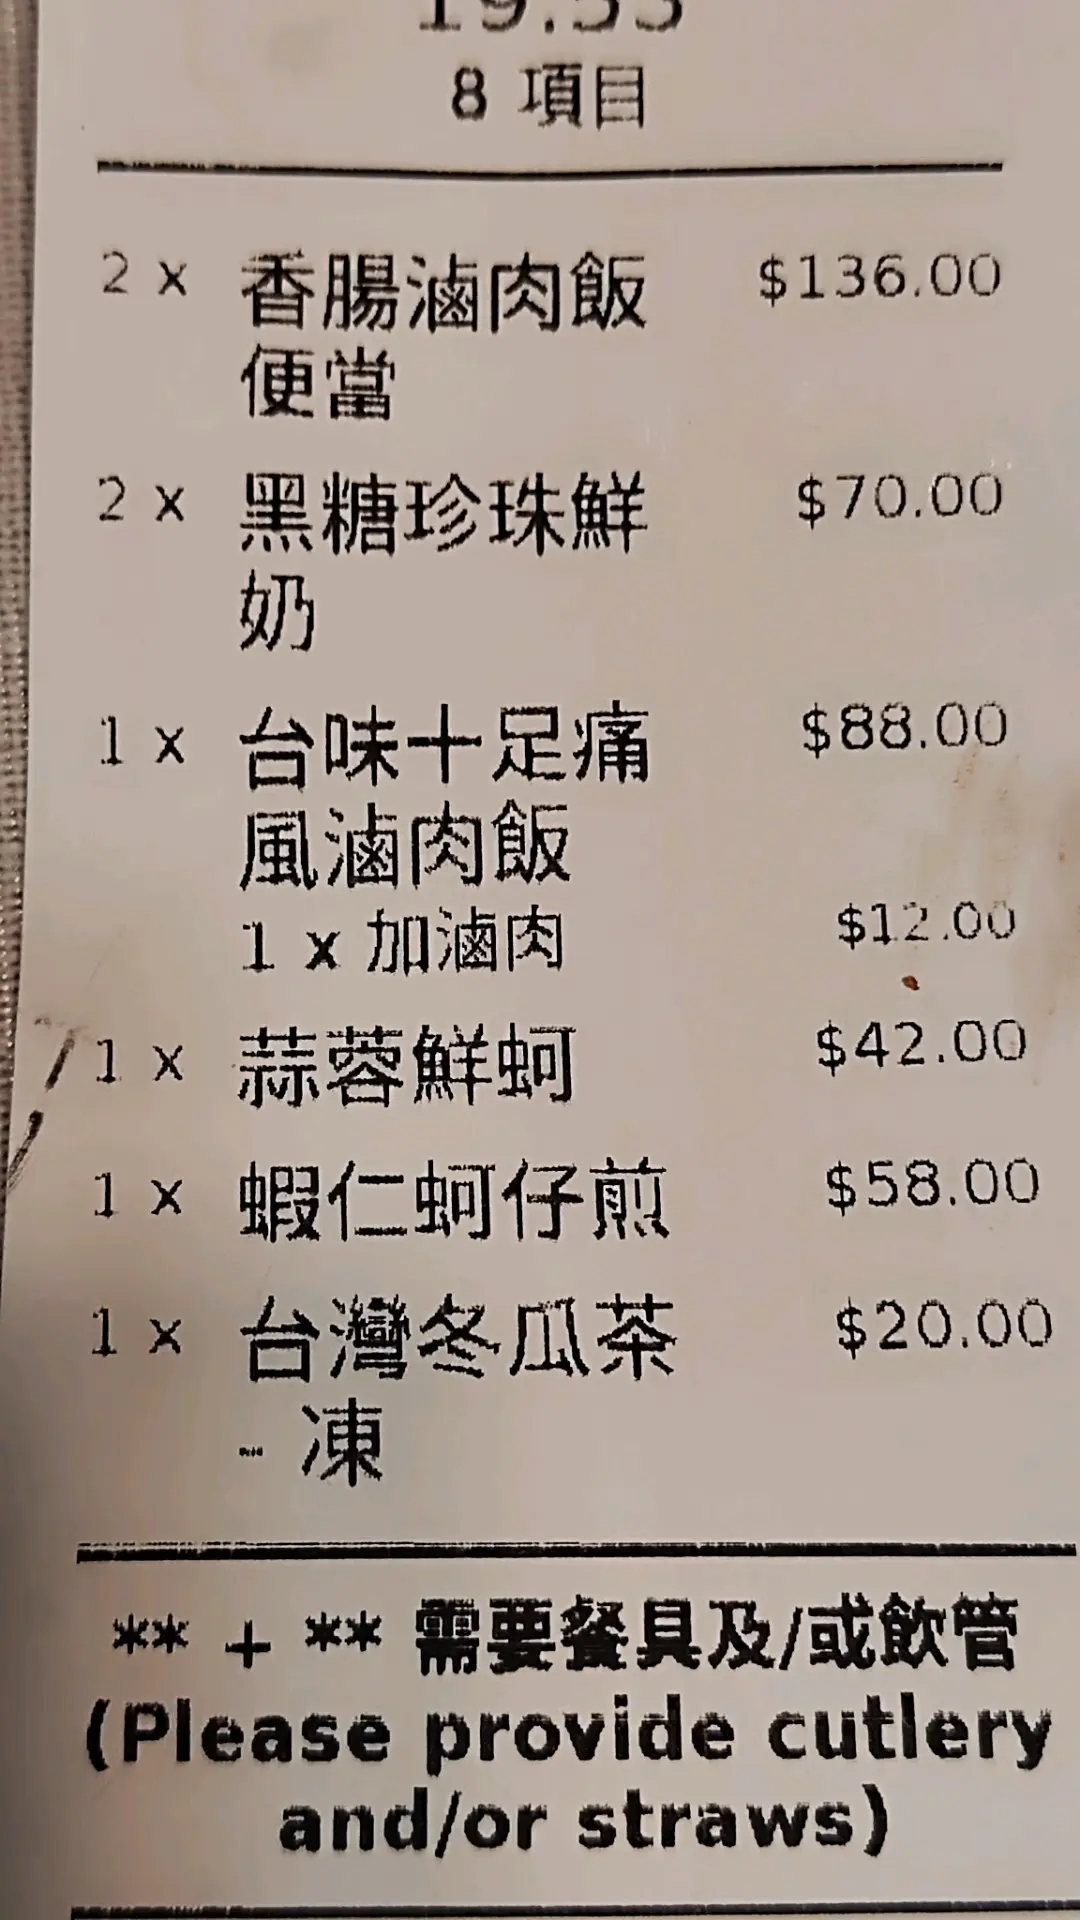 8 項目
2 x 香腸滷肉飯 $136.00
便當
2 x 黑糖珍珠鮮 $70.00
奶
1 x 台味十足痛 $88.00
風滷肉飯
1 x 加滷肉 $12.00
1 x 蒜蓉鮮蚵 $42.00
1 x 蝦仁蚵仔煎 $58.00
1 x 台灣冬瓜茶 $20.00
- 凍
** + ** 需要餐具及/或飲管
(Please provide cutlery
and/or straws)